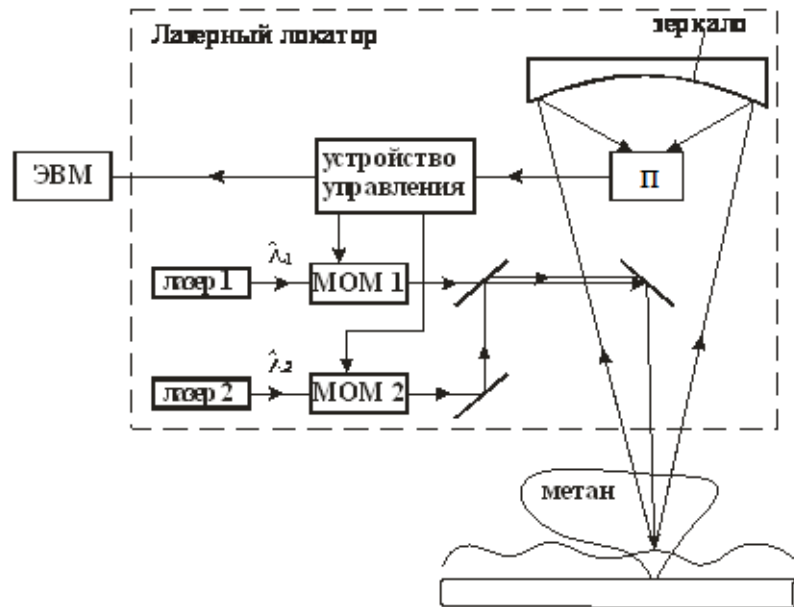 Лазерный локатор
зеркало
устройство
управления
ЭВМ
П
λ1
лазер 1
МОМ 1
λ2
лазер 2
МОМ 2
метан